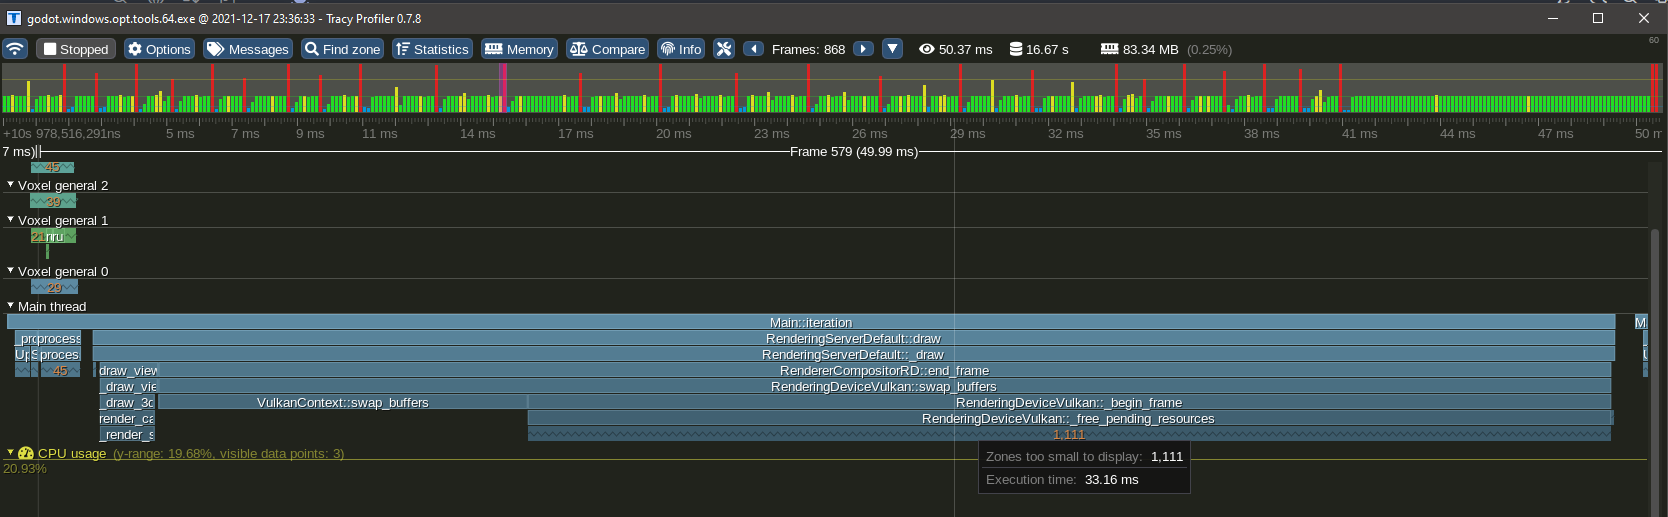 godot.windows.opt.tools.64.exe @ 2021-12-17 23:36:33 - Tracy Profiler 0.7.8
Stopped Options Messages Find zone Statistics Memory Compare Info Frames: 868 50.37 ms 16.67 s 83.34 MB (0.25%) 60
+10s 978,516,291ns 5 ms 7 ms 9 ms 11 ms 14 ms 17 ms 20 ms 23 ms 26 ms 29 ms 32 ms 35 ms 38 ms 41 ms 44 ms 47 ms 50 m
7 ms) Frame 579 (49.99 ms)
45
Voxel general 2
39
Voxel general 1
21 nru
Voxel general 0
29
Main thread
Main::iteration M
_pr process RenderingServerDefault::draw
Up S proces RenderingServerDefault::_draw
45 draw_view RendererCompositorRD::end_frame
_draw_vie RenderingDeviceVulkan::swap_buffers
_draw_3d VulkanContext::swap_buffers RenderingDeviceVulkan::_begin_frame
render_ca RenderingDeviceVulkan::_free_pending_resources
_render_s 1,111
CPU usage (y-range: 19.68%, visible data points: 3)
20.93%
Zones too small to display: 1,111
Execution time: 33.16 ms